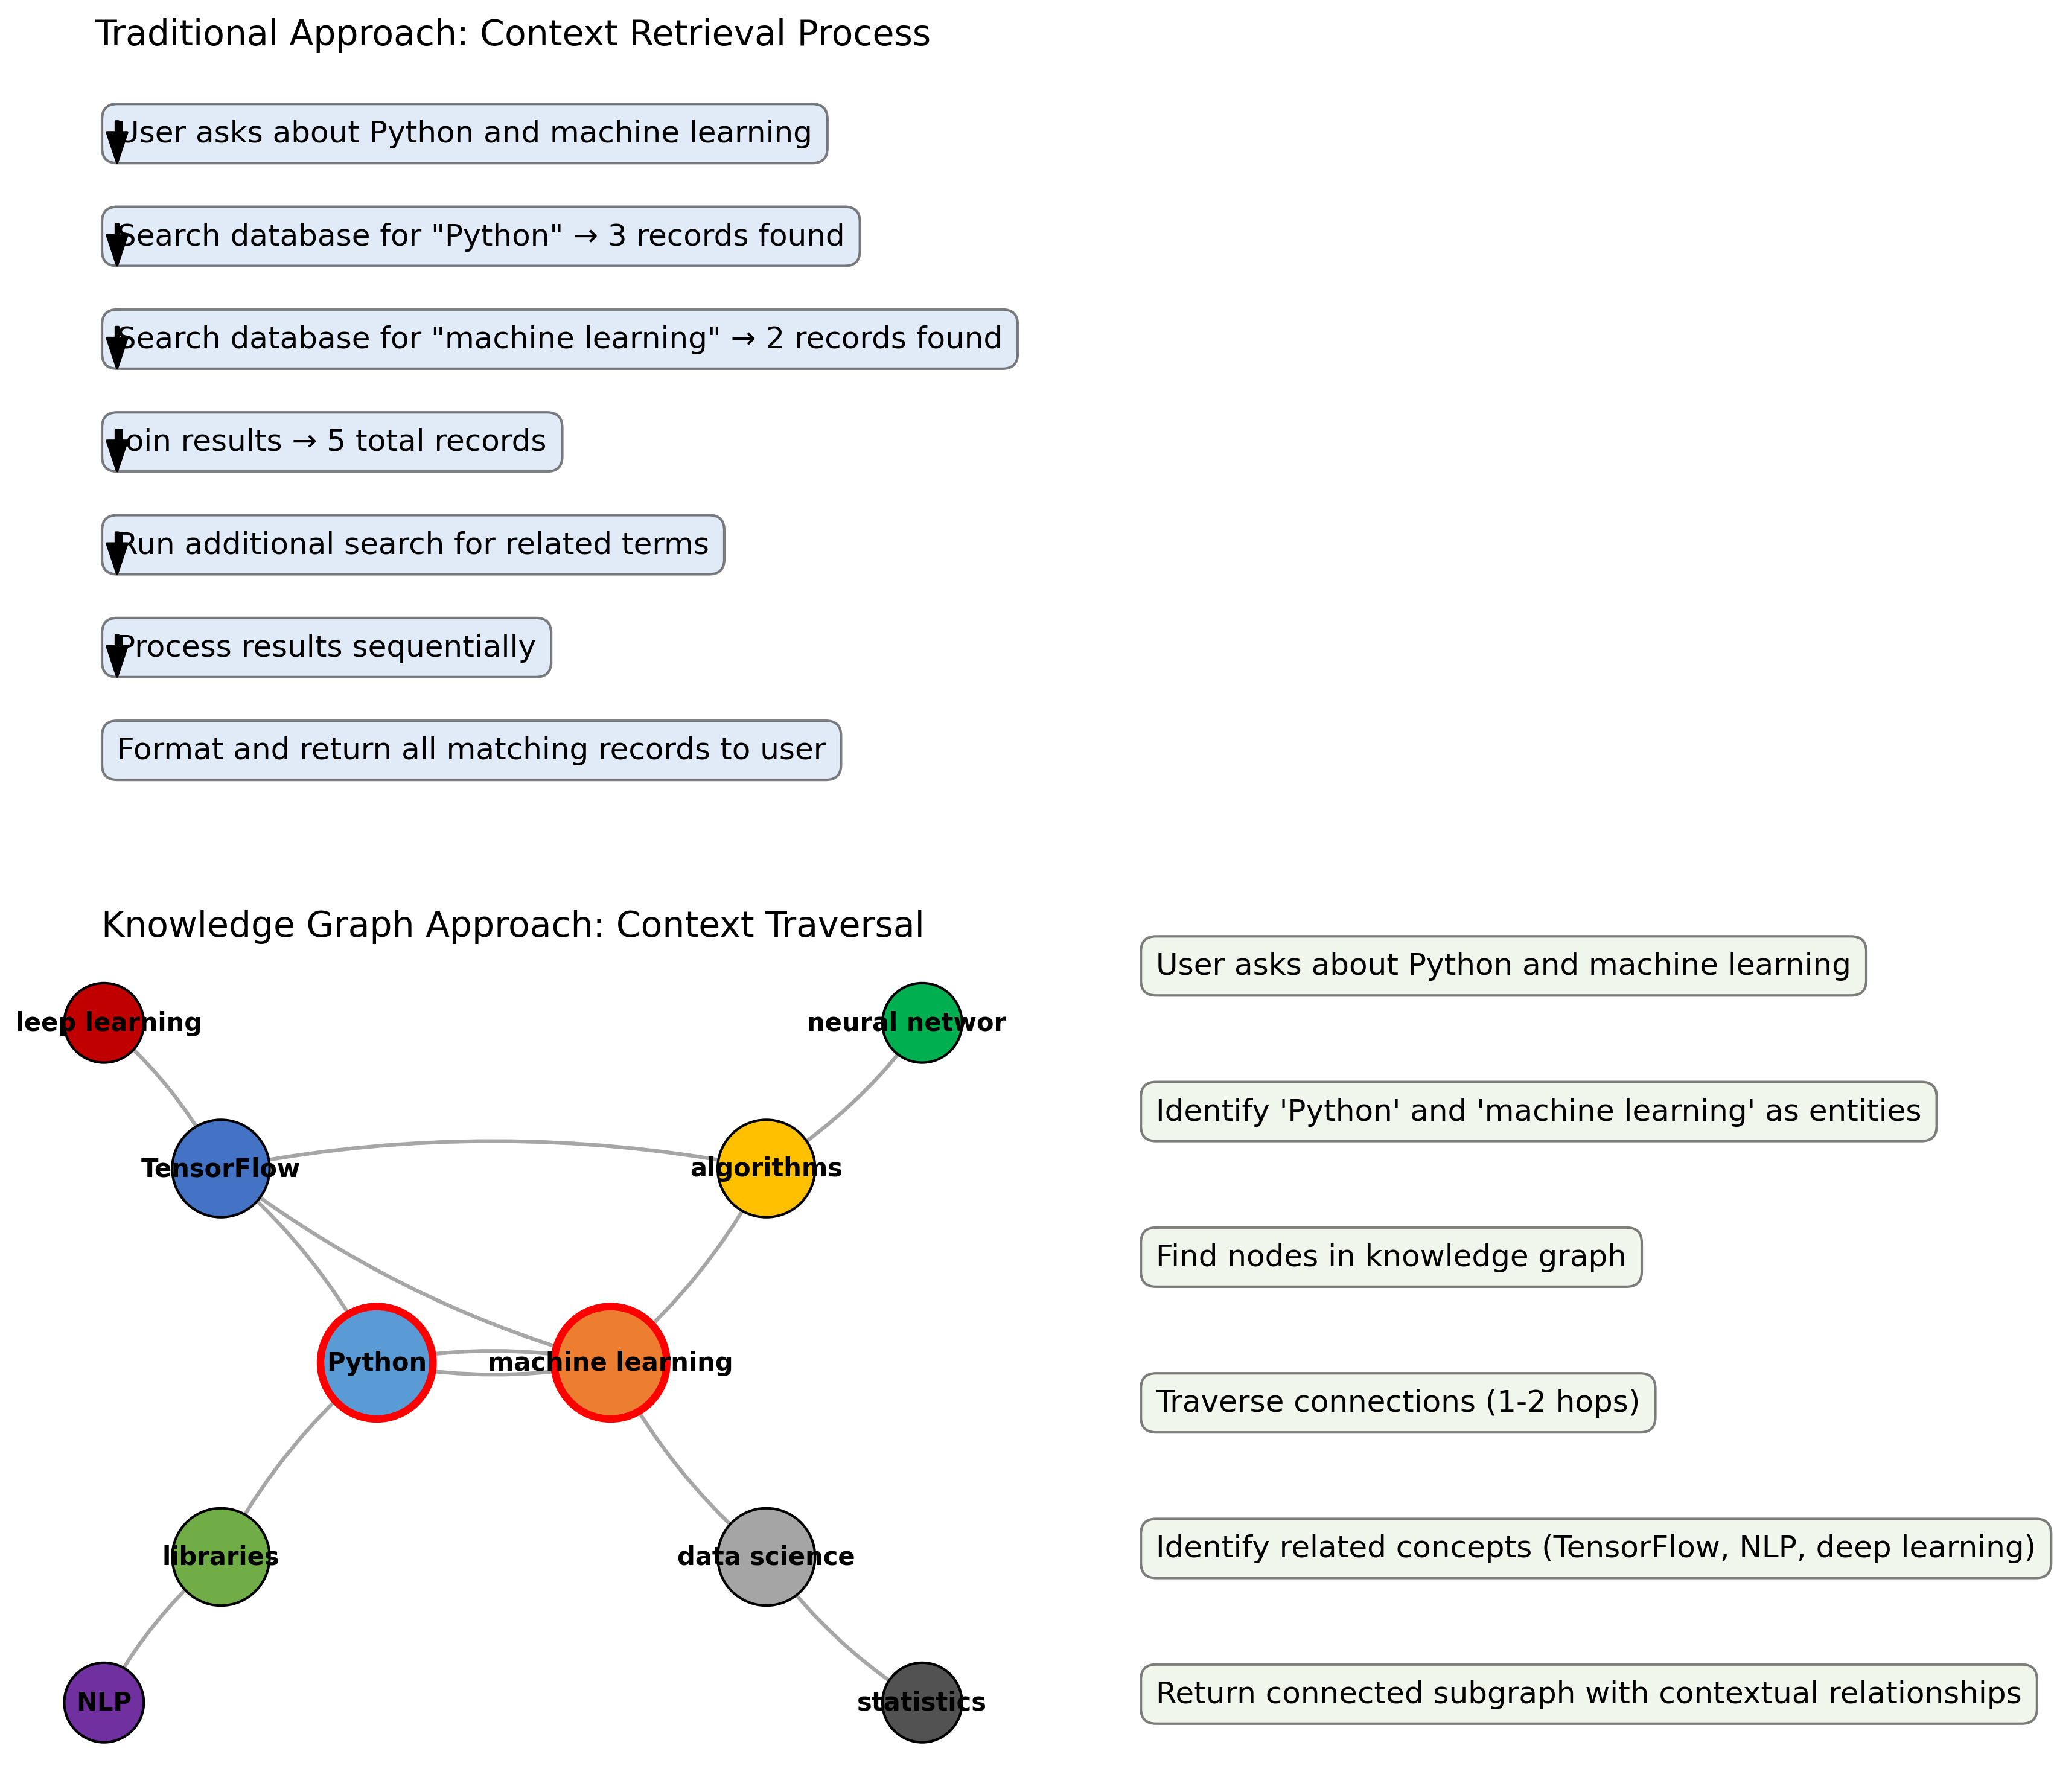 Traditional Approach: Context Retrieval Process
User asks about Python and machine learning
Search database for "Python" → 3 records found
Search database for "machine learning" → 2 records found
Join results → 5 total records
Run additional search for related terms
Process results sequentially
Format and return all matching records to user
Knowledge Graph Approach: Context Traversal
leep learning
neural networ
TensorFlow
algorithms
Python
machine learning
libraries
data science
NLP
statistics
User asks about Python and machine learning
Identify 'Python' and 'machine learning' as entities
Find nodes in knowledge graph
Traverse connections (1-2 hops)
Identify related concepts (TensorFlow, NLP, deep learning)
Return connected subgraph with contextual relationships